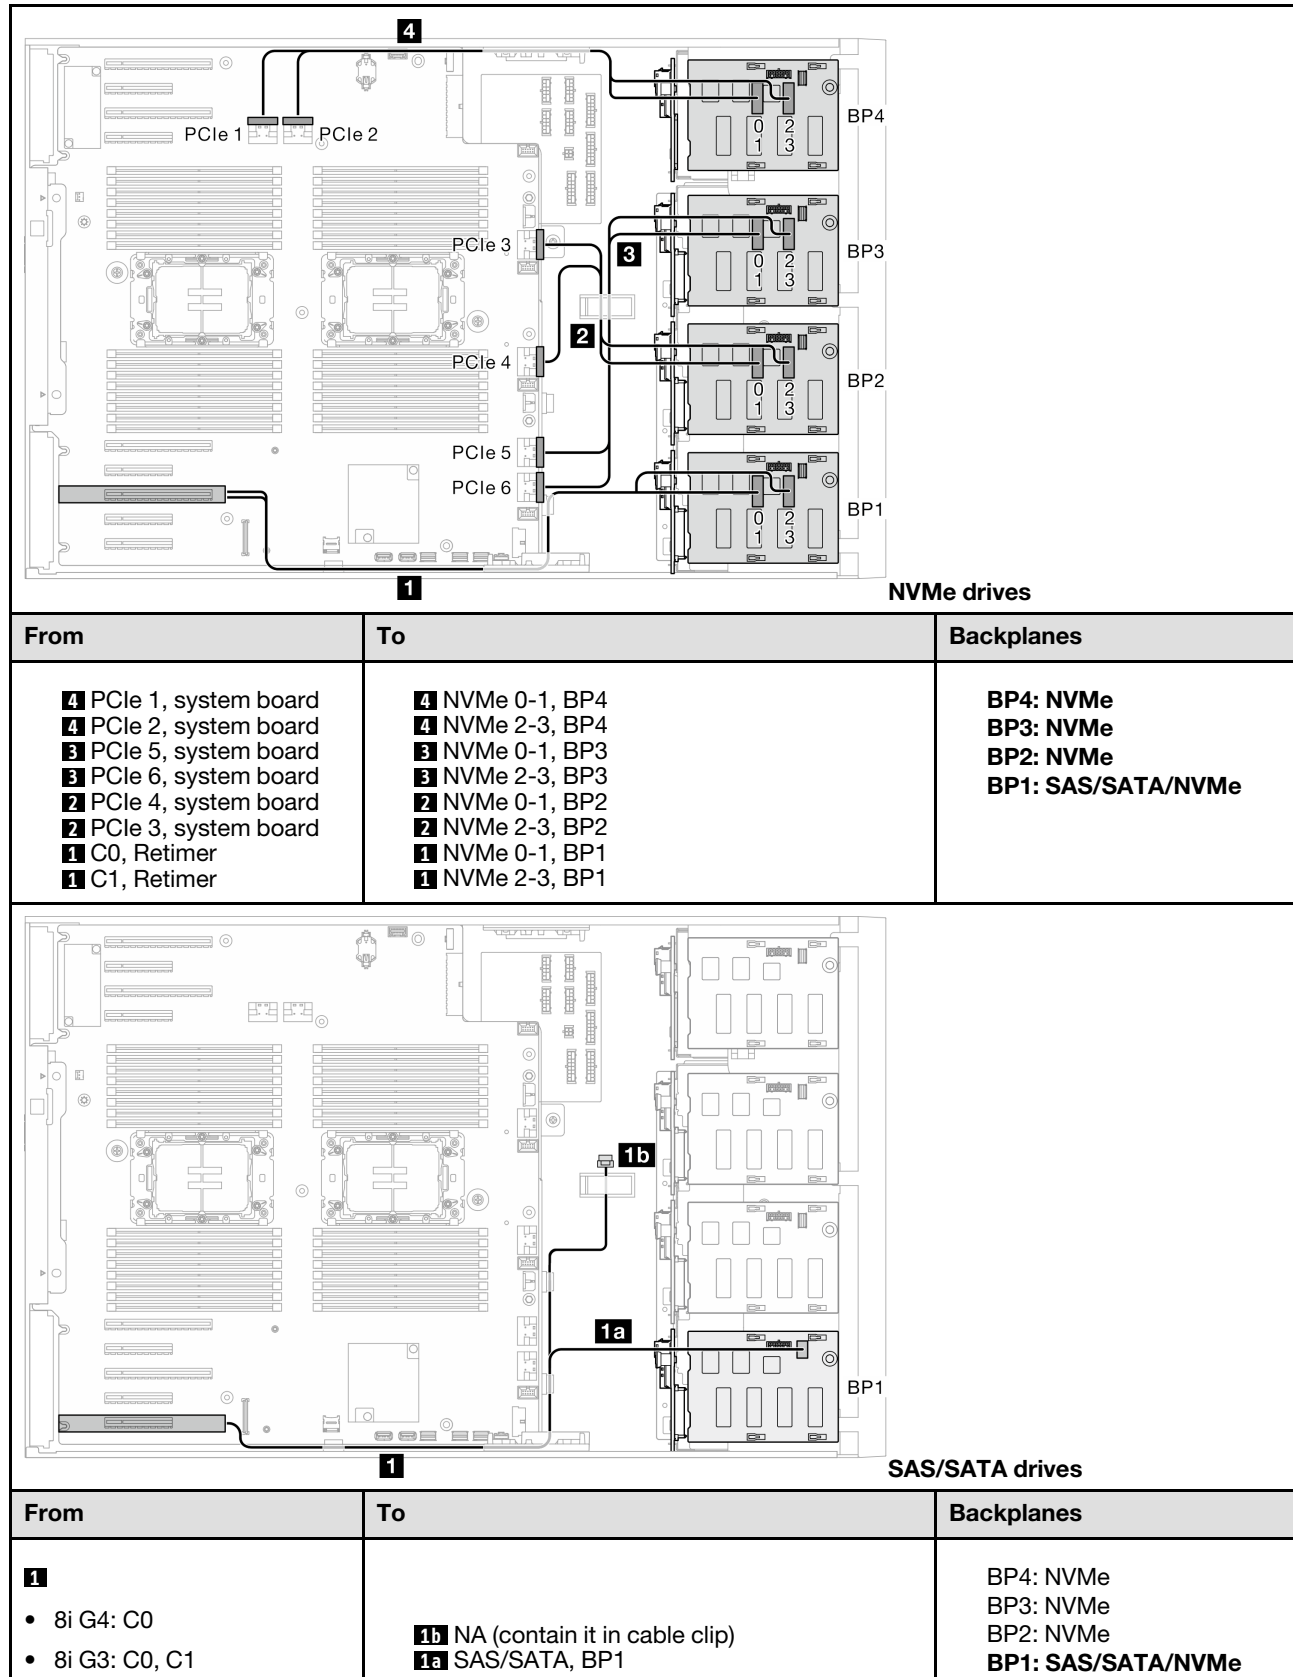 4
PCIe 1
PCIe 2
0 2
1 3
BP4
PCIe 3
3
0 2
1 3
BP3
2
PCIe 4
0 2
1 3
BP2
PCIe 5
PCIe 6
0 2
1 3
BP1
1
NVMe drives
From To Backplanes
4 PCIe 1, system board
4 PCIe 2, system board
3 PCIe 5, system board
3 PCIe 6, system board
2 PCIe 4, system board
2 PCIe 3, system board
1 C0, Retimer
1 C1, Retimer
4 NVMe 0-1, BP4
4 NVMe 2-3, BP4
3 NVMe 0-1, BP3
3 NVMe 2-3, BP3
2 NVMe 0-1, BP2
2 NVMe 2-3, BP2
1 NVMe 0-1, BP1
1 NVMe 2-3, BP1
BP4: NVMe
BP3: NVMe
BP2: NVMe
BP1: SAS/SATA/NVMe
1b
1a
BP1
1
SAS/SATA drives
From To Backplanes
1
• 8i G4: C0
• 8i G3: C0, C1
1b NA (contain it in cable clip)
1a SAS/SATA, BP1
BP4: NVMe
BP3: NVMe
BP2: NVMe
BP1: SAS/SATA/NVMe